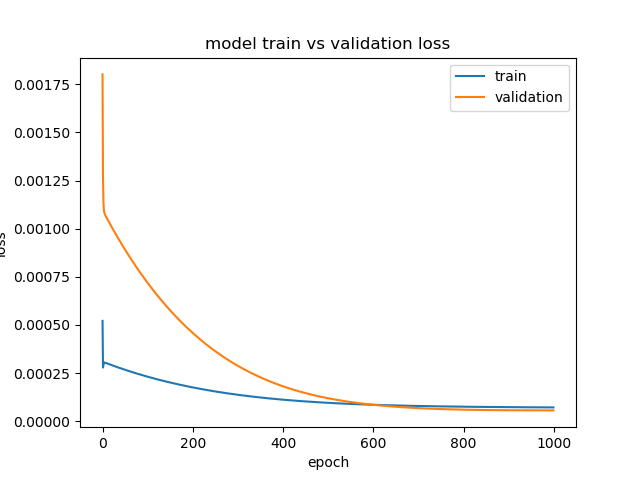 model train vs validation loss
train
validation
0.00175
0.00150
0.00125
0.00100
0.00075
0.00050
0.00025
0.00000
loss
0 200 400 600 800 1000
epoch